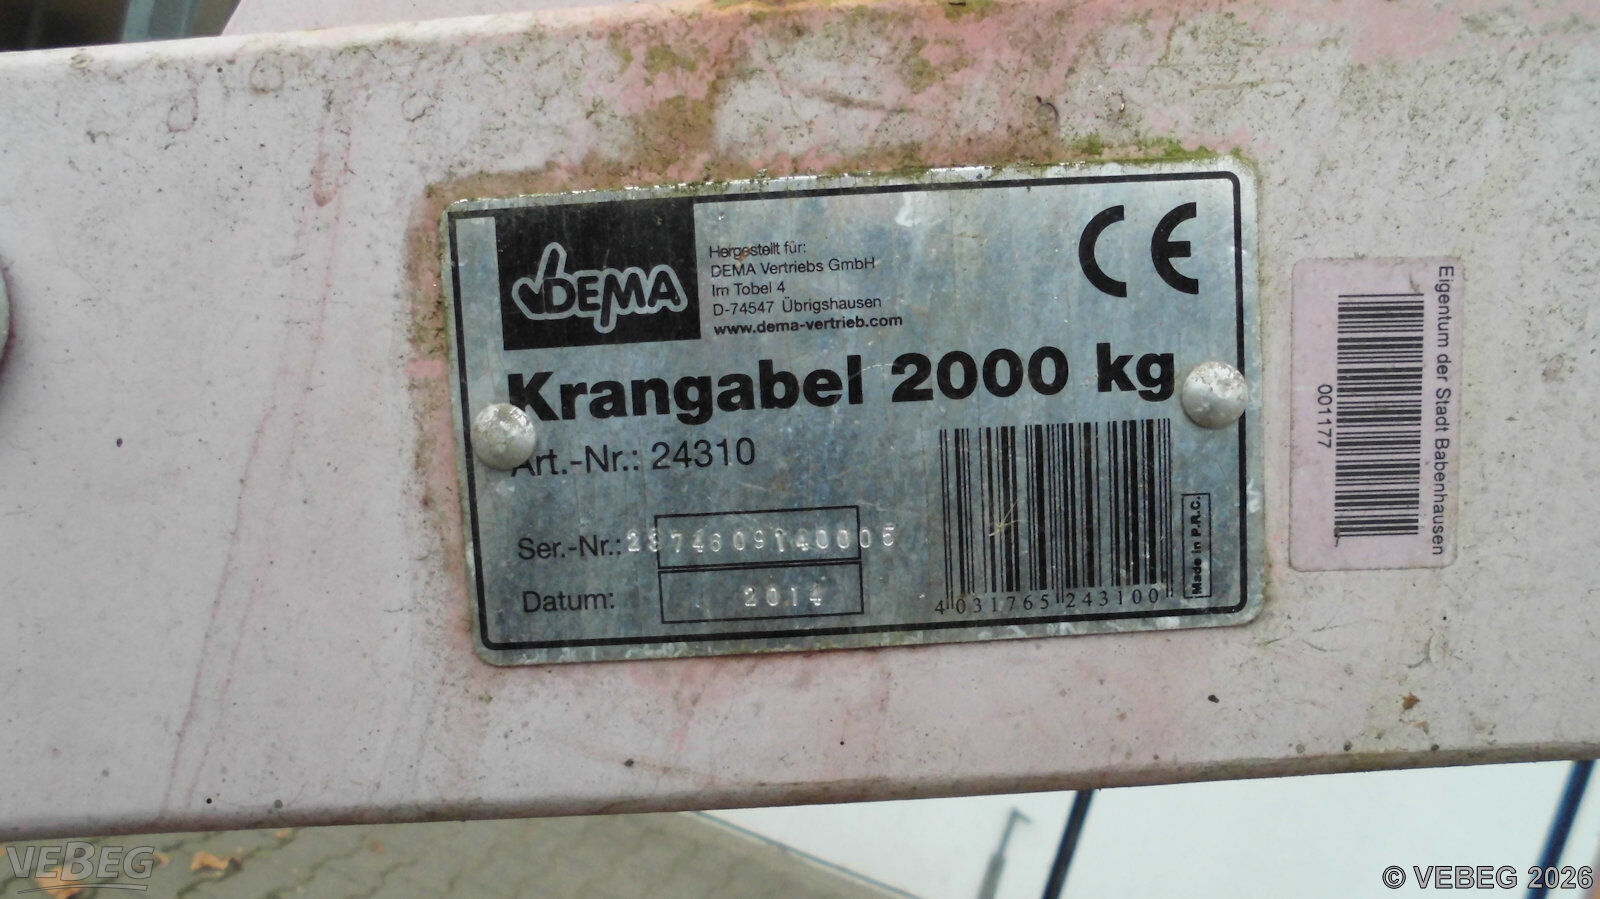 DEMA
Hergestellt für:
DEMA Vertriebs GmbH
Im Tobel 4
D-74547 Übrigshausen
www.dema-vertrieb.com
CE
Krangabel 2000 kg
Art.-Nr.: 24310
Ser.-Nr.: 2374609140005
Datum: 2014
4 031765 243100
Made in P.R.C.
Eigentum der Stadt Babenhausen
001177
VEBEG
© VEBEG 2026